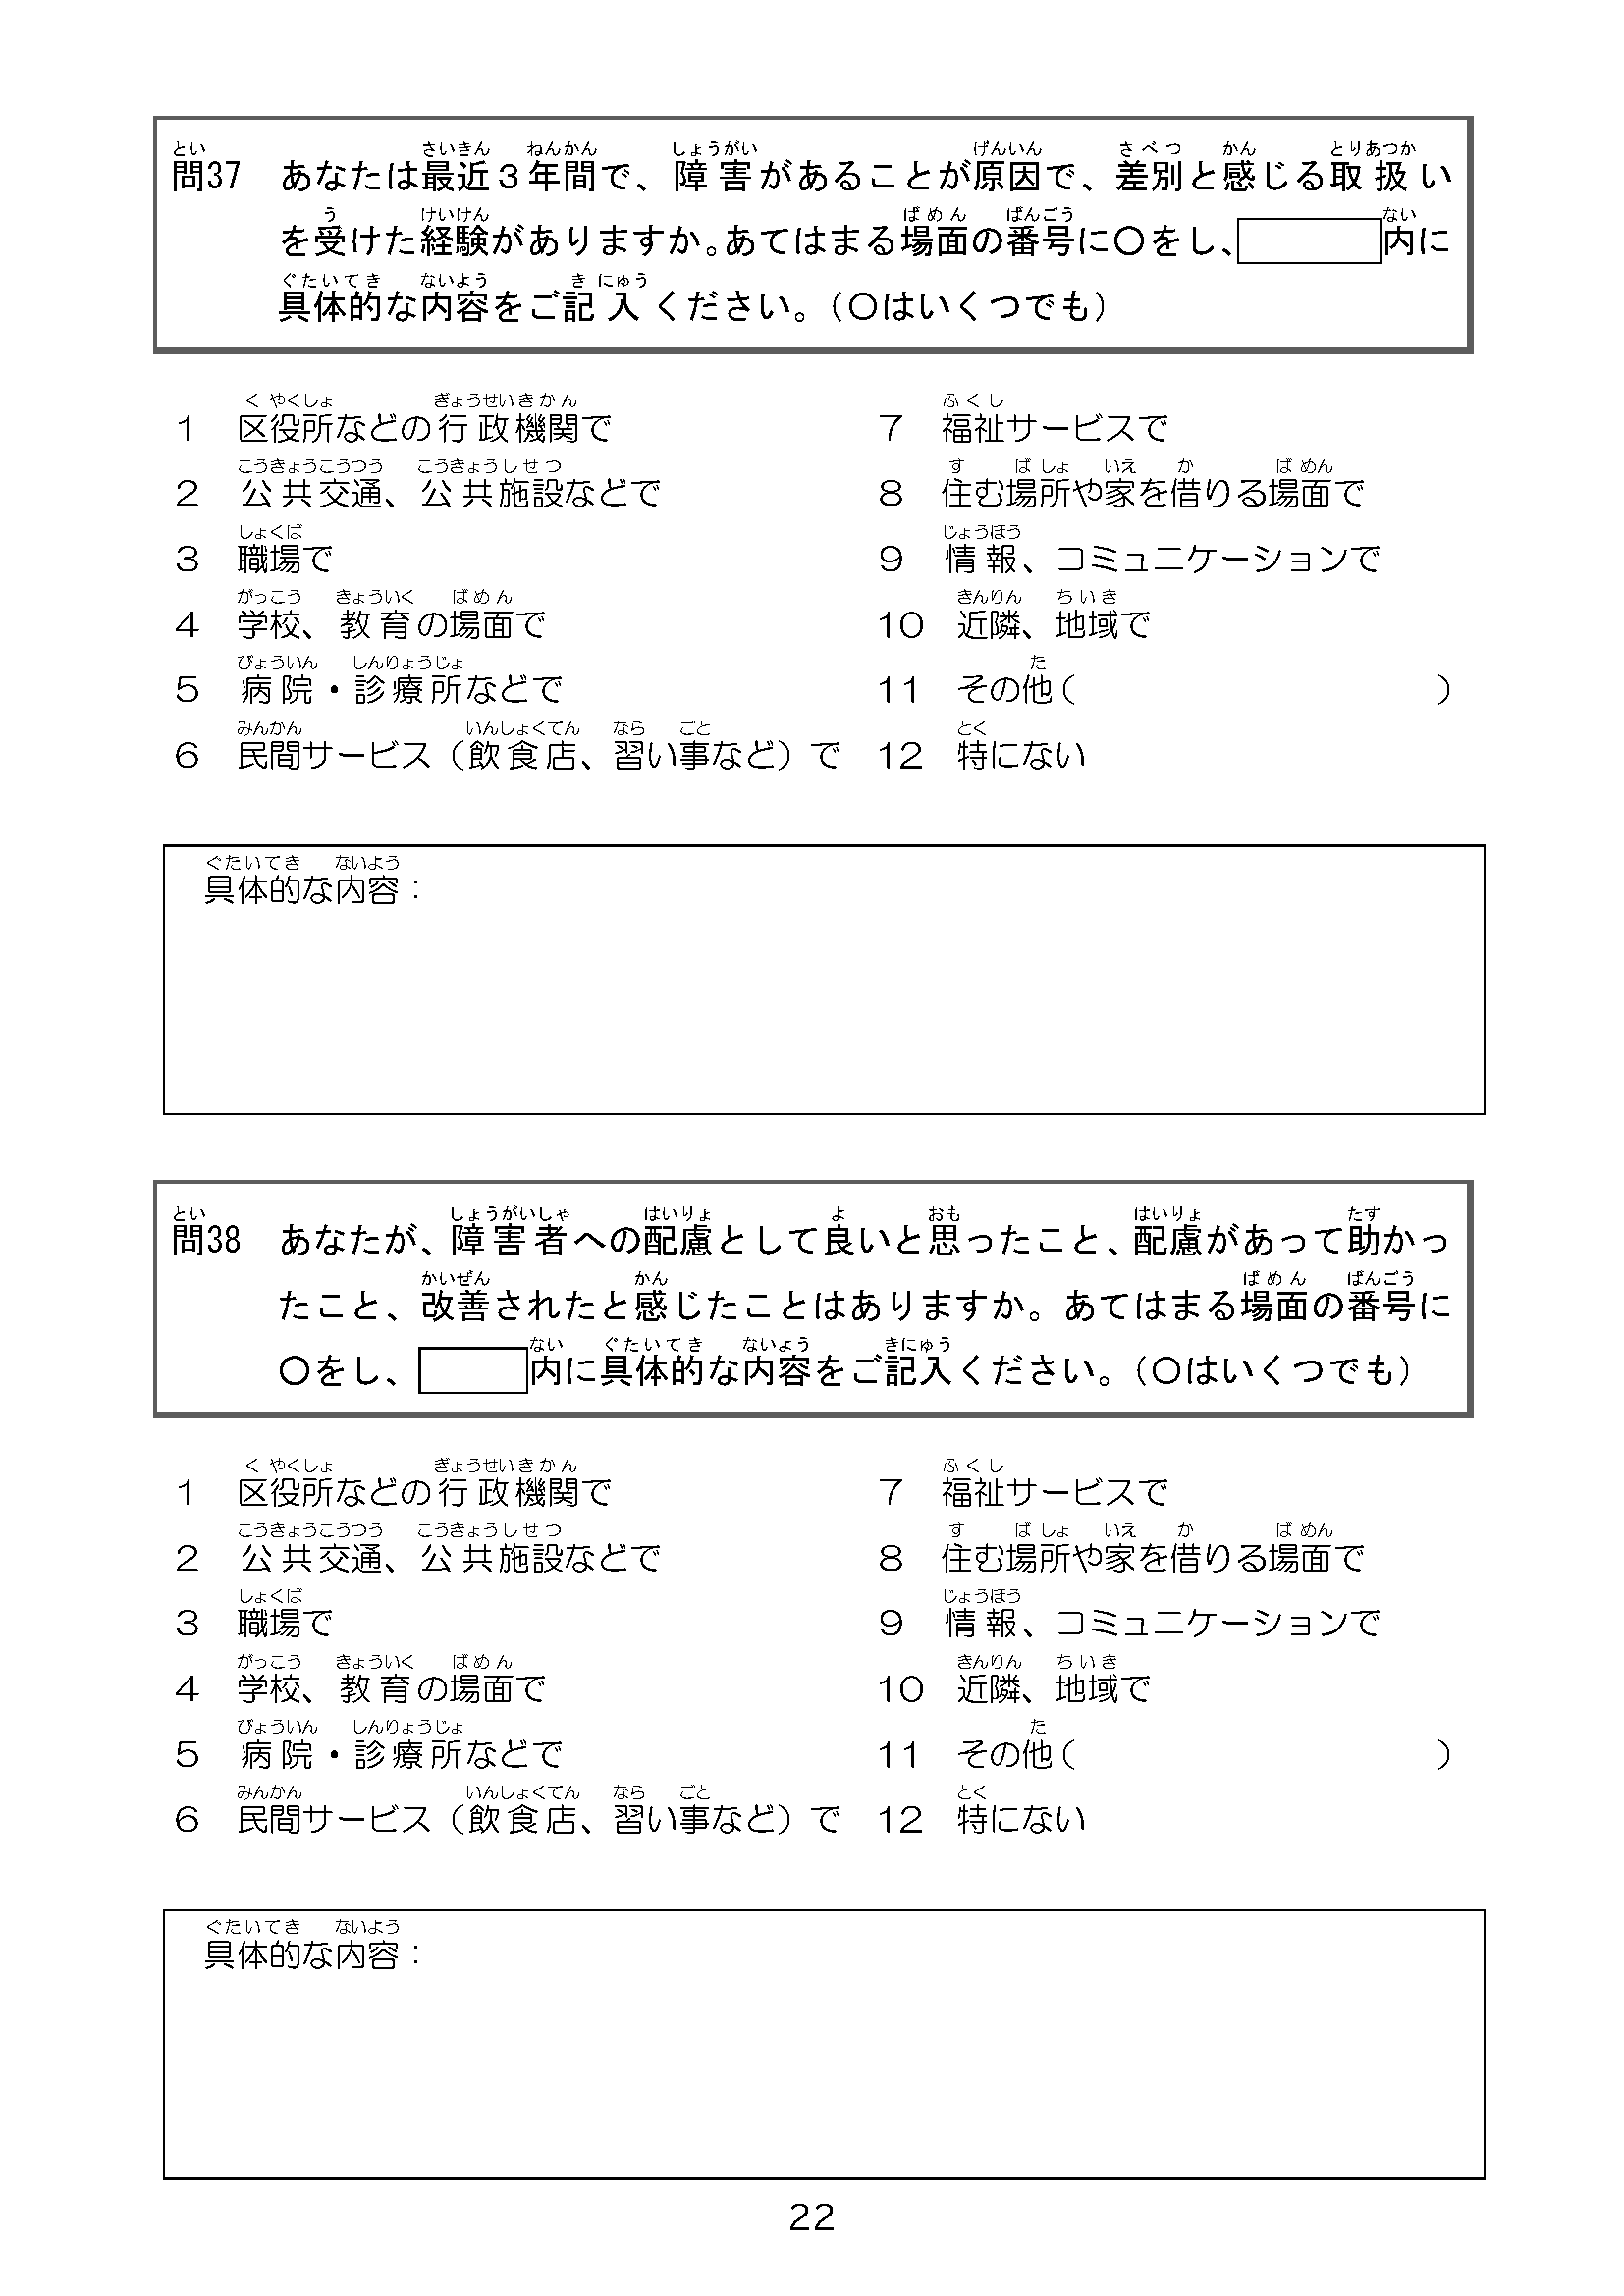 問37 あなたは最近３年間で、障害があることが原因で、差別と感じる取扱い
を受けた経験がありますか。あてはまる場面の番号に〇をし、内に
具体的な内容をご記入ください。（〇はいくつでも）
1 区役所などの行政機関で
2 公共交通、公共施設などで
3 職場で
4 学校、教育の場面で
5 病院・診療所などで
6 民間サービス（飲食店、習い事など）で
7 福祉サービスで
8 住む場所や家を借りる場面で
9 情報、コミュニケーションで
10 近隣、地域で
11 その他（ ）
12 特にない
具体的な内容：
問38 あなたが、障害者への配慮として良いと思ったこと、配慮があって助かっ
たこと、改善されたと感じたことはありますか。あてはまる場面の番号に
〇をし、内に具体的な内容をご記入ください。（〇はいくつでも）
1 区役所などの行政機関で
2 公共交通、公共施設などで
3 職場で
4 学校、教育の場面で
5 病院・診療所などで
6 民間サービス（飲食店、習い事など）で
7 福祉サービスで
8 住む場所や家を借りる場面で
9 情報、コミュニケーションで
10 近隣、地域で
11 その他（ ）
12 特にない
具体的な内容：
22